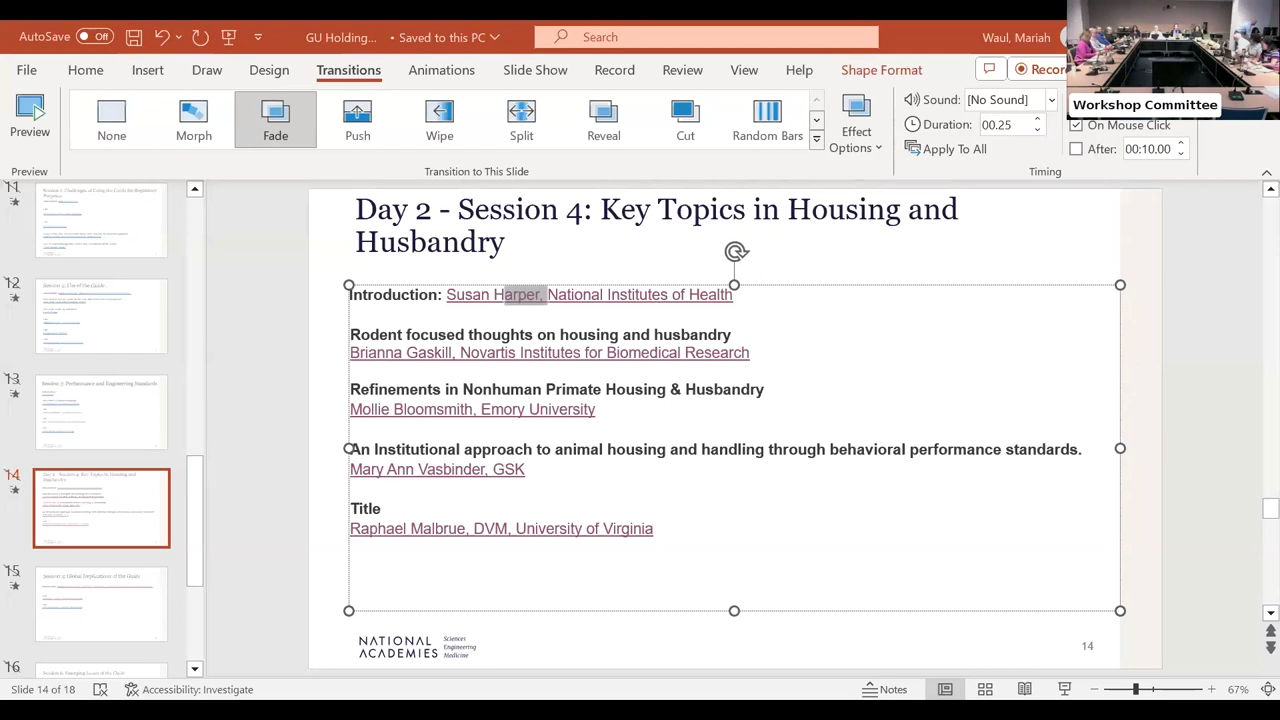 AutoSave Off GU Holding... • Saved to this PC Search Waul, Mariah
File Home Insert Draw Design Transitions Animations Slide Show Record Review View Help Shape Format Recor
Workshop Committee
Preview None Morph Fade Push Wipe Split Reveal Cut Random Bars Effect Options
Sound: [No Sound]
Duration: 00.25
Apply To All
On Mouse Click
After: 00:10.00
Preview Transition to This Slide Timing
11
12
13
14
15
16
Day 2 - Session 4: Key Topics in Housing and
Husbandry
Introduction: Susan Harper, National Institutes of Health
Rodent focused thoughts on housing and husbandry
Brianna Gaskill, Novartis Institutes for Biomedical Research
Refinements in Nonhuman Primate Housing & Husbanry
Mollie Bloomsmith, Emory University
An Institutional approach to animal housing and handling through behavioral performance standards.
Mary Ann Vasbinder, GSK
Title
Raphael Malbrue, DVM, University of Virginia
NATIONAL ACADEMIES
Sciences
Engineering
Medicine
14
Slide 14 of 18 Accessibility: Investigate Notes 67%